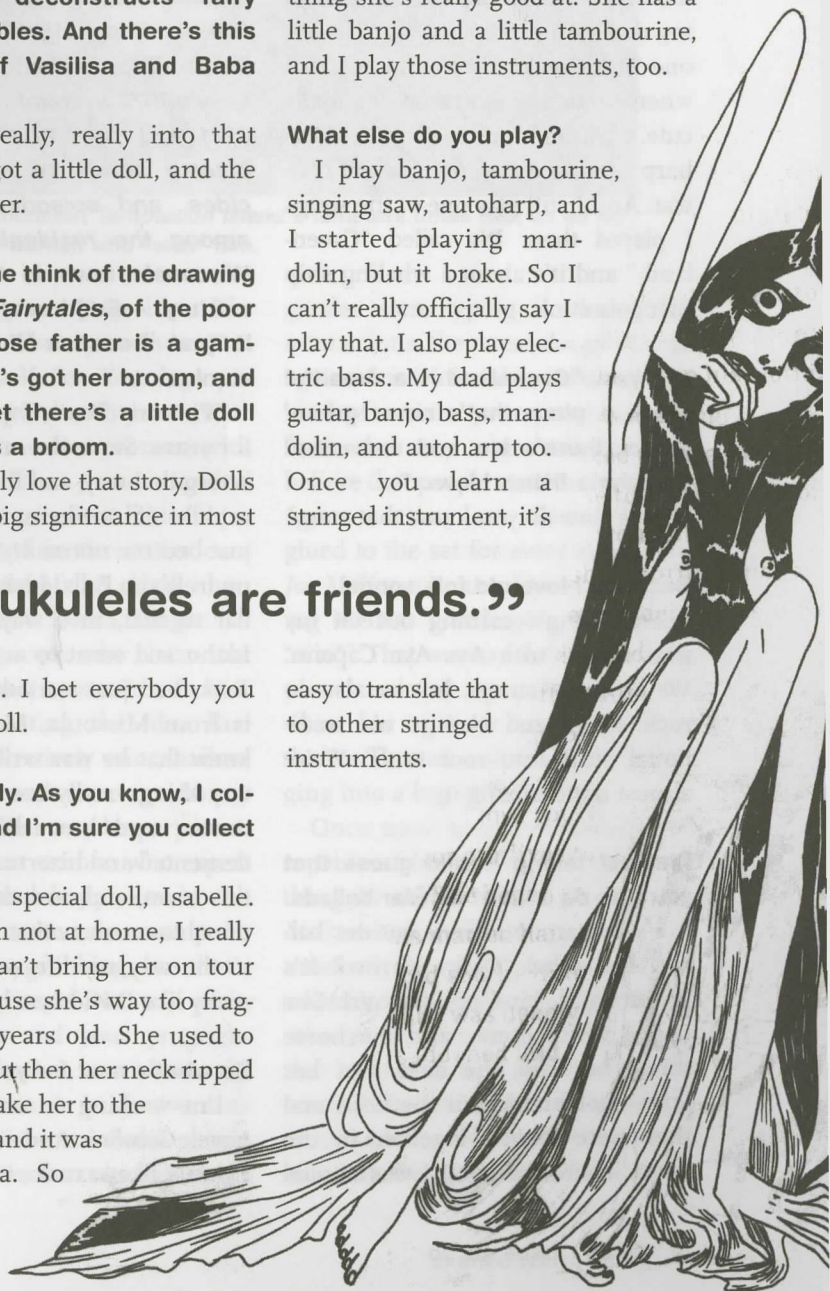 deconstructs fairy
bles. And there's this
f Vasilisa and Baba
eally, really into that
ot a little doll, and the
er.
e think of the drawing
Fairytales, of the poor
ose father is a gam-
's got her broom, and
et there's a little doll
a broom.
ly love that story. Dolls
big significance in most
ukuleles are friends.”
. I bet everybody you
oll.
ly. As you know, I col-
d I'm sure you collect
special doll, Isabelle.
n not at home, I really
an't bring her on tour
use she's way too frag-
years old. She used to
ut then her neck ripped
ake her to the
and it was
a. So
thing she's really good at. She has a
little banjo and a little tambourine,
and I play those instruments, too.
What else do you play?
I play banjo, tambourine,
singing saw, autoharp, and
I started playing man-
dolin, but it broke. So I
can't really officially say I
play that. I also play elec-
tric bass. My dad plays
guitar, banjo, bass, man-
dolin, and autoharp too.
Once you learn a
stringed instrument, it's
easy to translate that
to other stringed
instruments.